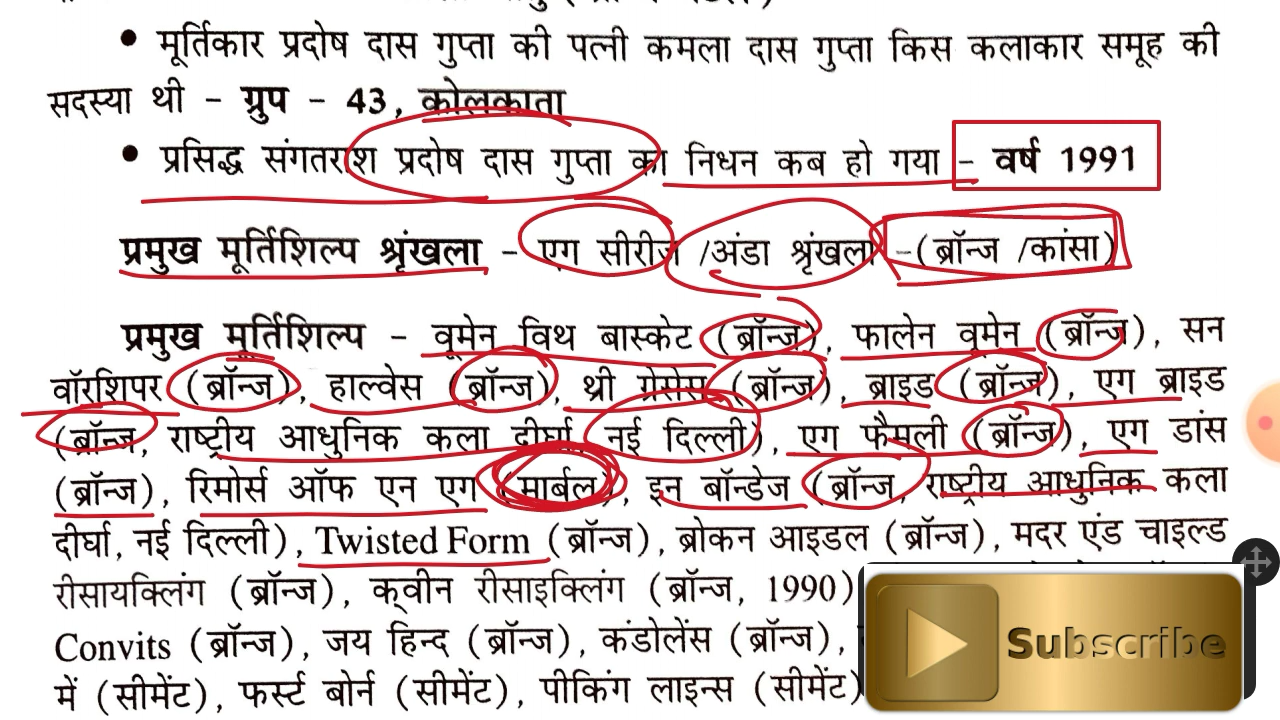 • मूर्तिकार प्रदोष दास गुप्ता की पत्नी कमला दास गुप्ता किस कलाकार समूह की
सदस्या थी - ग्रुप - 43, कोलकाता
• प्रसिद्ध संगतराश प्रदोष दास गुप्ता का निधन कब हो गया - वर्ष 1991
प्रमुख मूर्तिशिल्प श्रृंखला - एग सीरीज /अंडा श्रृंखला -(ब्रॉन्ज /कांसा)
प्रमुख मूर्तिशिल्प - वूमेन विथ बास्केट (ब्रॉन्ज), फालेन वूमेन (ब्रॉन्ज), सन
वॉरशिपर (ब्रॉन्ज), हाल्वेस (ब्रॉन्ज), थ्री ग्रेसेस (ब्रॉन्ज), ब्राइड (ब्रॉन्ज), एग ब्राइड
(ब्रॉन्ज, राष्ट्रीय आधुनिक कला दीर्घा, नई दिल्ली), एग फैमली (ब्रॉन्ज), एग डांस
(ब्रॉन्ज), रिमोर्स ऑफ एन एग (मार्बल), इन बॉन्डेज (ब्रॉन्ज, राष्ट्रीय आधुनिक कला
दीर्घा, नई दिल्ली), Twisted Form (ब्रॉन्ज), ब्रोकन आइडल (ब्रॉन्ज), मदर एंड चाइल्ड
रीसायक्लिंग (ब्रॉन्ज), क्वीन रीसाइक्लिंग (ब्रॉन्ज, 1990)
Convits (ब्रॉन्ज), जय हिन्द (ब्रॉन्ज), कंडोलेंस (ब्रॉन्ज),
में (सीमेंट), फर्स्ट बोर्न (सीमेंट), पीकिंग लाइन्स (सीमेंट)
Subscribe